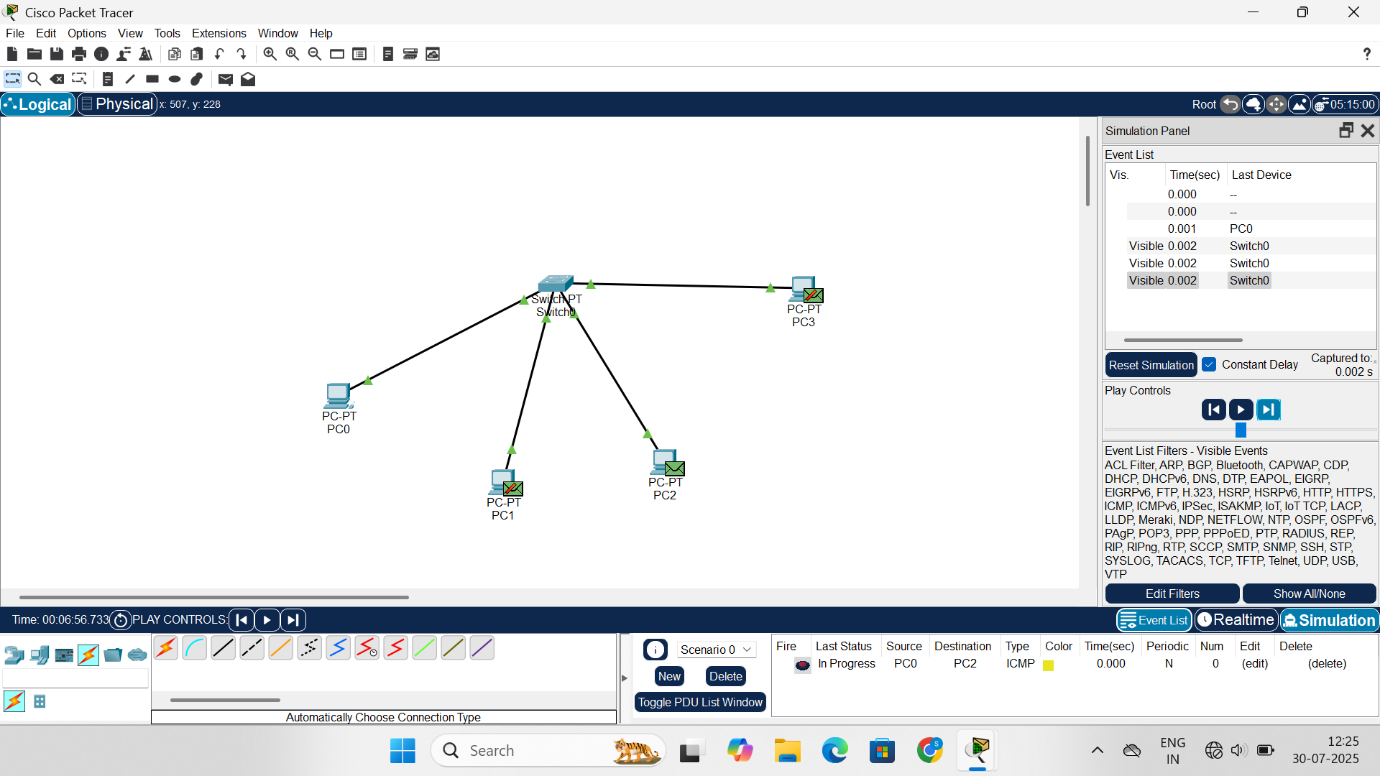 Cisco Packet Tracer
File Edit Options View Tools Extensions Window Help
Logical Physical x: 507, y: 228 Root 05:15:00
Simulation Panel
Event List
Vis. Time(sec) Last Device
0.000 --
0.000 --
0.001 PC0
Visible 0.002 Switch0
Visible 0.002 Switch0
Visible 0.002 Switch0
Switch-PT
Switch0
PC-PT
PC3
PC-PT
PC0
PC-PT
PC1
PC-PT
PC2
Reset Simulation Constant Delay Captured to:
0.002 s
Play Controls
Event List Filters - Visible Events
ACL Filter, ARP, BGP, Bluetooth, CAPWAP, CDP,
DHCP, DHCPv6, DNS, DTP, EAPOL, EIGRP,
EIGRPv6, FTP, H.323, HSRP, HSRPv6, HTTP, HTTPS,
ICMP, ICMPv6, IPSec, ISAKMP, IoT, IoT TCP, LACP,
LLDP, Meraki, NDP, NETFLOW, NTP, OSPF, OSPFv6,
PAgP, POP3, PPP, PPPoED, PTP, RADIUS, REP,
RIP, RIPng, RTP, SCCP, SMTP, SNMP, SSH, STP,
SYSLOG, TACACS, TCP, TFTP, Telnet, UDP, USB,
VTP
Edit Filters Show All/None
Time: 00:06:56.733 PLAY CONTROLS: Event List Realtime Simulation
Scenario 0
New Delete
Toggle PDU List Window
Fire Last Status Source Destination Type Color Time(sec) Periodic Num Edit Delete
In Progress PC0 PC2 ICMP 0.000 N 0 (edit) (delete)
Automatically Choose Connection Type
Search
ENG
IN
12:25
30-07-2025